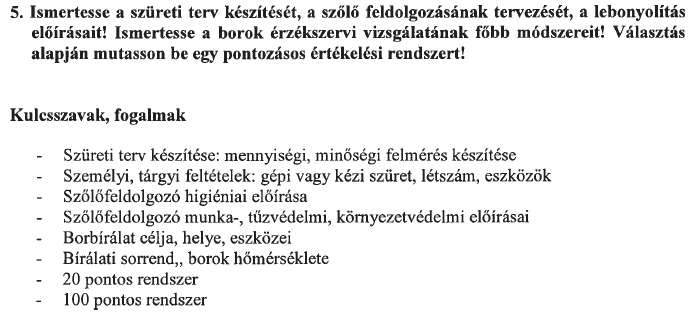 5. Ismertesse a szüreti terv készítését, a szőlő feldolgozásának tervezését, a lebonyolítás
előírásait! Ismertesse a borok érzékszervi vizsgálatának főbb módszereit! Választás
alapján mutasson be egy pontozásos értékelési rendszert!
Kulcsszavak, fogalmak
- Szüreti terv készítése: mennyiségi, minőségi felmérés készítése
- Személyi, tárgyi feltételek: gépi vagy kézi szüret, létszám, eszközök
- Szőlőfeldolgozó higiéniai előírása
- Szőlőfeldolgozó munka-, tűzvédelmi, környezetvédelmi előírásai
- Borbírálat célja, helye, eszközei
- Bírálati sorrend,, borok hőmérséklete
- 20 pontos rendszer
- 100 pontos rendszer